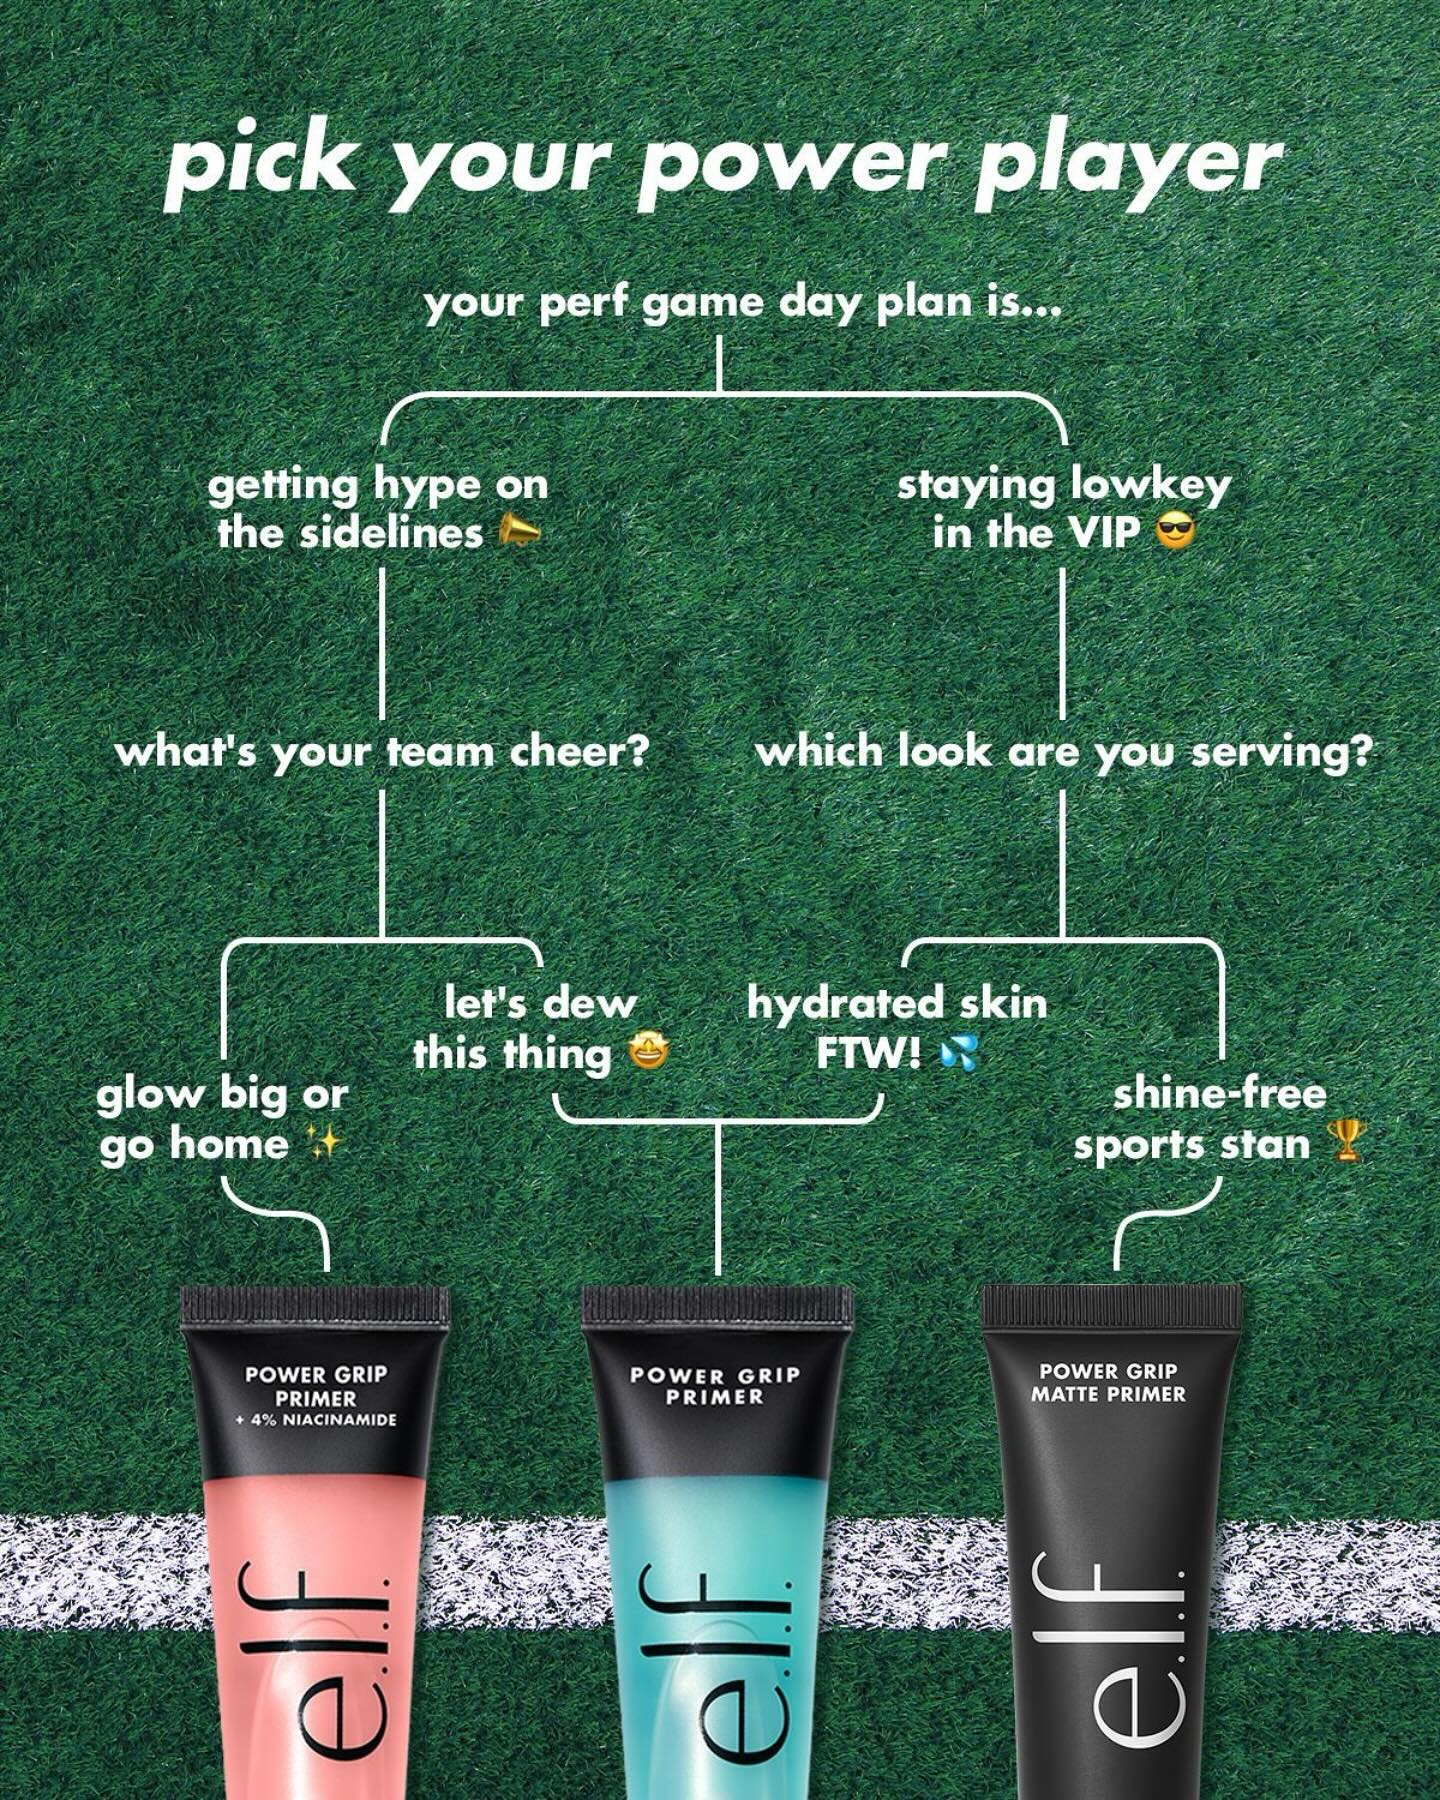 pick your power player
your perf game day plan is...
getting hype on
the sidelines 📣
staying lowkey
in the VIP 😎
what's your team cheer?
which look are you serving?
let's dew
this thing 🤩
hydrated skin
FTW! 💦
glow big or
go home ✨
shine-free
sports stan 🏆
POWER GRIP
PRIMER
+ 4% NIACINAMIDE
e.l.f.
POWER GRIP
PRIMER
e.l.f.
POWER GRIP
MATTE PRIMER
e.l.f.